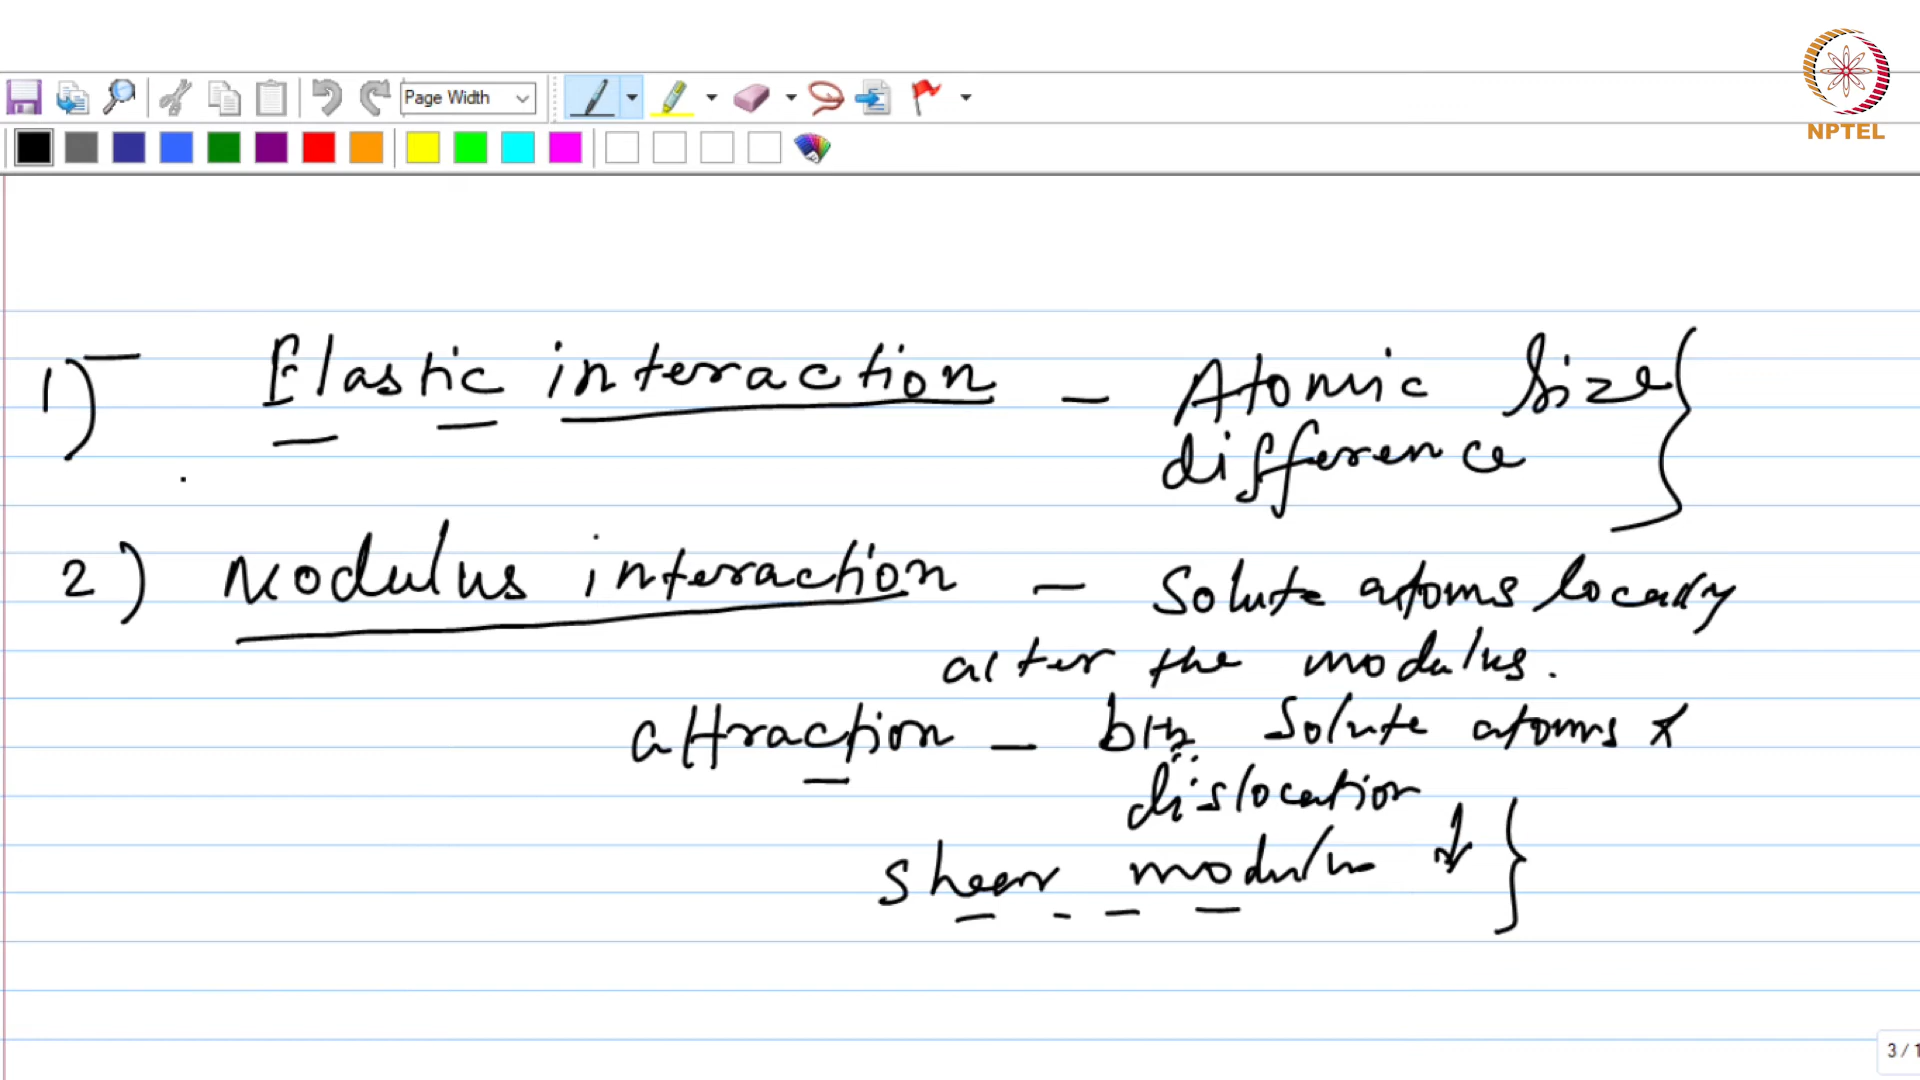 NPTEL
Page Width
1) Elastic interaction - Atomic Size
difference
2) Modulus interaction - Solute atoms locally
alter the modulus.
attraction - btn solute atoms &
dislocation
shear modulus ↓
3 / 1